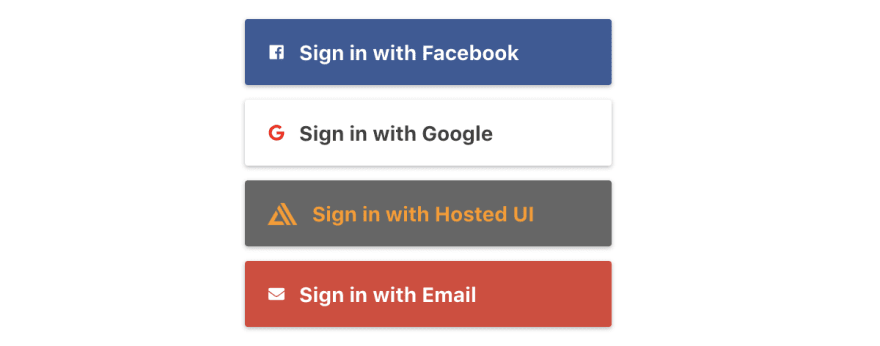 Sign in with Facebook
Sign in with Google
Sign in with Hosted UI
Sign in with Email